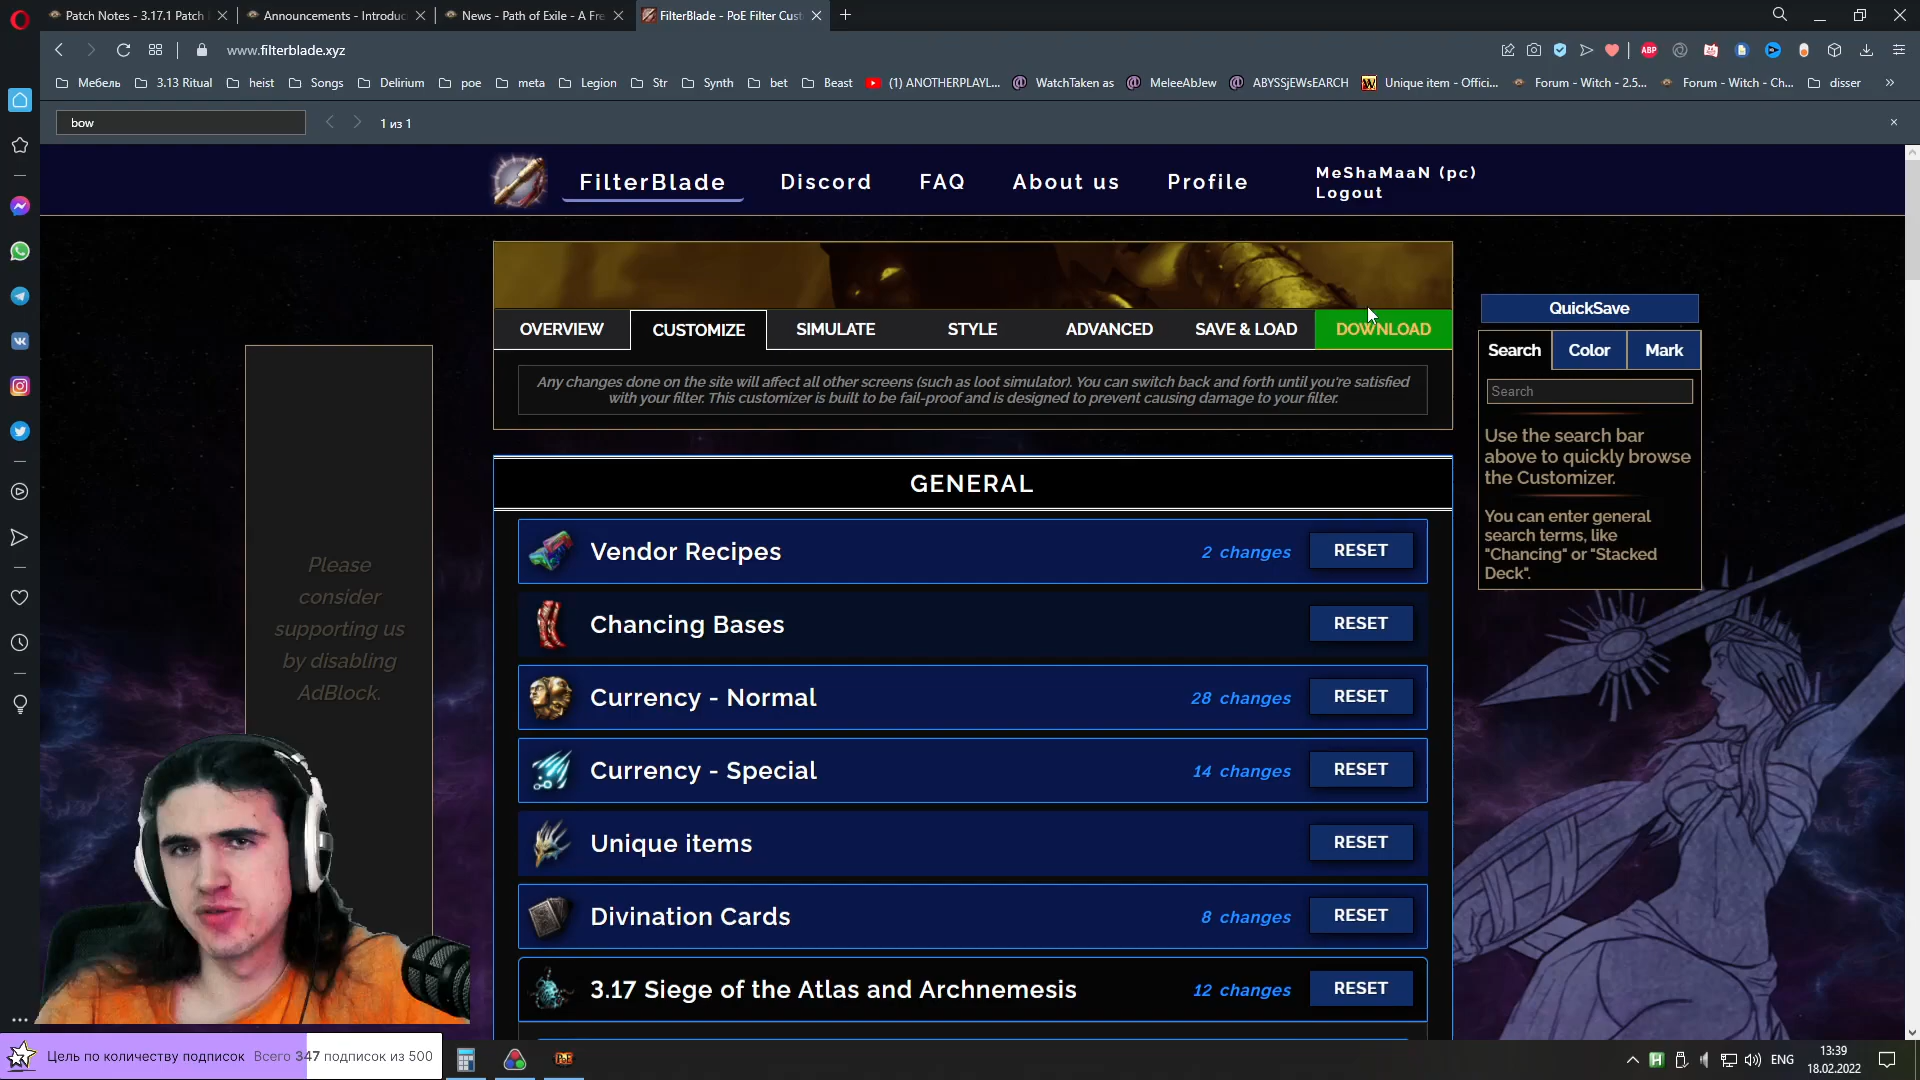 Patch Notes - 3.17.1 Patch
Announcements - Introduc
News - Path of Exile - A Fre
FilterBlade - PoE Filter Cust
www.filterblade.xyz
ABP
Мебель
3.13 Ritual
heist
Songs
Delirium
poe
meta
Legion
Str
Synth
bet
Beast
(1) ANOTHERPLAYL...
WatchTaken as
MeleeAbJew
ABYSSjEWsEARCH
Unique item - Offici...
Forum - Witch - 2.5...
Forum - Witch - Ch...
disser
bow
1 из 1
FilterBlade
Discord
FAQ
About us
Profile
MeShaMaaN (pc)
Logout
OVERVIEW
CUSTOMIZE
SIMULATE
STYLE
ADVANCED
SAVE & LOAD
DOWNLOAD
Any changes done on the site will affect all other screens (such as loot simulator). You can switch back and forth until you're satisfied
with your filter. This customizer is built to be fail-proof and is designed to prevent causing damage to your filter.
QuickSave
Search
Color
Mark
Search
Use the search bar
above to quickly browse
the Customizer.
You can enter general
search terms, like
"Chancing" or "Stacked
Deck".
Please
consider
supporting us
by disabling
AdBlock.
GENERAL
Vendor Recipes
2 changes
RESET
Chancing Bases
RESET
Currency - Normal
28 changes
RESET
Currency - Special
14 changes
RESET
Unique items
RESET
Divination Cards
8 changes
RESET
3.17 Siege of the Atlas and Archnemesis
12 changes
RESET
Цель по количеству подписок
Всего 347 подписок из 500
PoE
ENG
13:39
18.02.2022